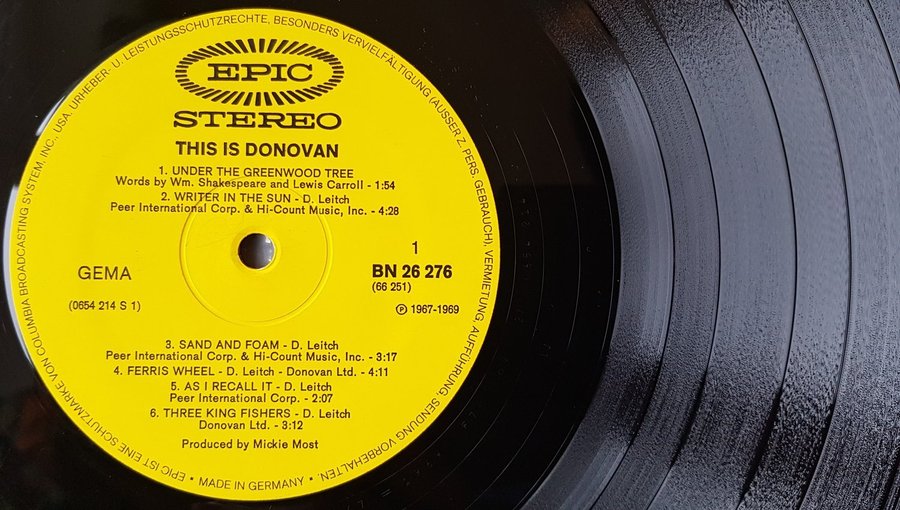 EPIC
STEREO
THIS IS DONOVAN
1. UNDER THE GREENWOOD TREE
Words by Wm. Shakespeare and Lewis Carroll - 1:54
2. WRITER IN THE SUN - D. Leitch
Peer International Corp. & Hi-Count Music, Inc. - 4:28
GEMA
(0654 214 S 1)
1
BN 26 276
(66 251)
℗ 1967-1969
3. SAND AND FOAM - D. Leitch
Peer International Corp. & Hi-Count Music, Inc. - 3:17
4. FERRIS WHEEL - D. Leitch - Donovan Ltd. - 4:11
5. AS I RECALL IT - D. Leitch
Peer International Corp. - 2:07
6. THREE KING FISHERS - D. Leitch
Donovan Ltd. - 3:12
Produced by Mickie Most
EPIC IST EINE SCHUTZMARKE VON COLUMBIA BROADCASTING SYSTEM, INC., USA. URHEBER- U. LEISTUNGSSCHUTZRECHTE, BESONDERS VERVIELFÄLTIGUNG (AUSSER Z. PERS. GEBRAUCH), VERMIETUNG, AUFFÜHRUNG, SENDUNG VORBEHALTEN. • MADE IN GERMANY •